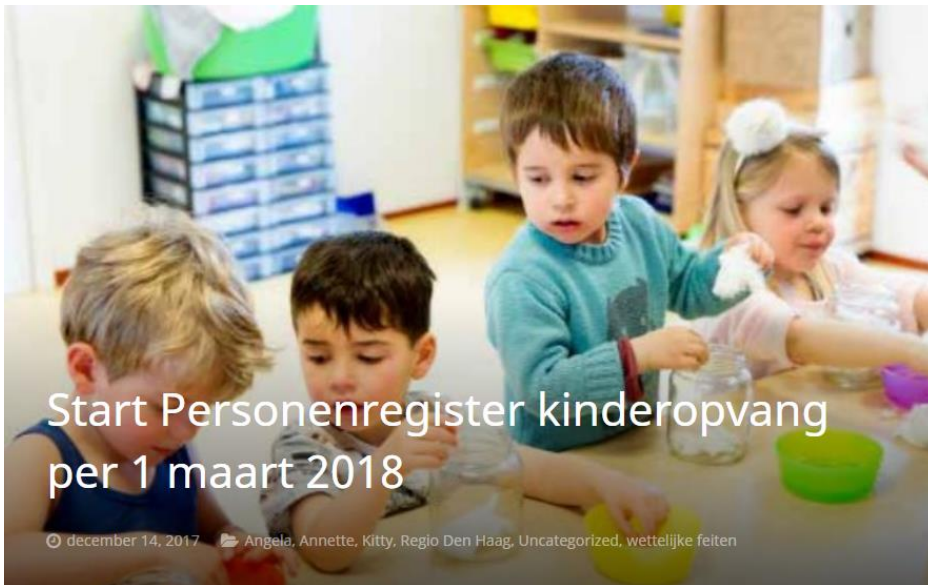 Start Personenregister kinderopvang
per 1 maart 2018
december 14, 2017 Angela, Annette, Kitty, Regio Den Haag, Uncategorized, wettelijke feiten